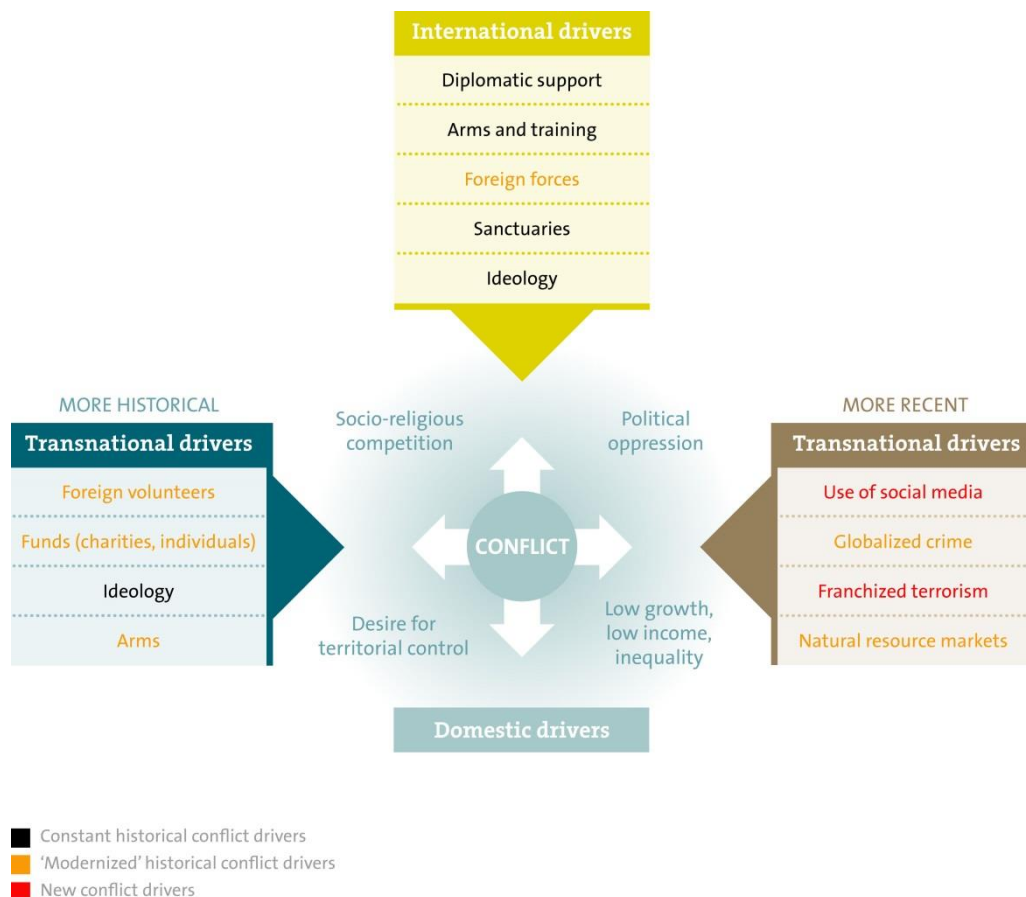 International drivers
Diplomatic support
Arms and training
Foreign forces
Sanctuaries
Ideology
MORE HISTORICAL
Transnational drivers
Foreign volunteers
Funds (charities, individuals)
Ideology
Arms
Socio-religious
competition
Political
oppression
CONFLICT
Desire for
territorial control
Low growth,
low income,
inequality
MORE RECENT
Transnational drivers
Use of social media
Globalized crime
Franchized terrorism
Natural resource markets
Domestic drivers
Constant historical conflict drivers
‘Modernized’ historical conflict drivers
New conflict drivers